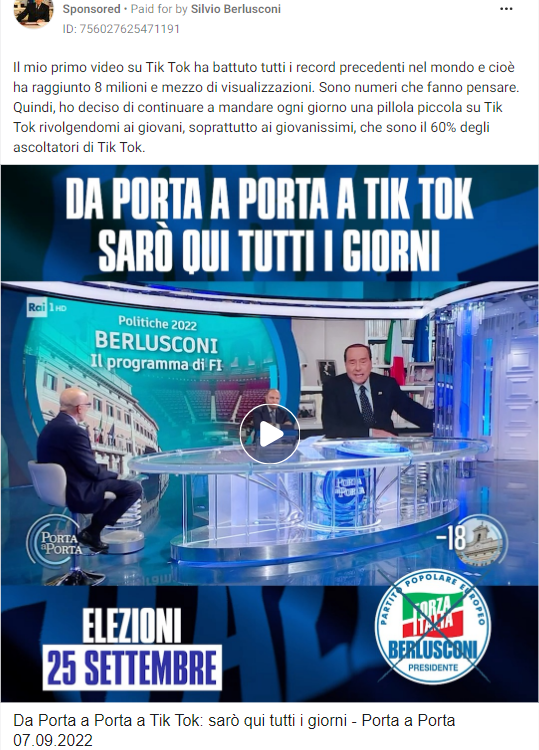 Sponsored • Paid for by Silvio Berlusconi
ID: 756027625471191
Il mio primo video su Tik Tok ha battuto tutti i record precedenti nel mondo e cioè
ha raggiunto 8 milioni e mezzo di visualizzazioni. Sono numeri che fanno pensare.
Quindi, ho deciso di continuare a mandare ogni giorno una pillola piccola su Tik
Tok rivolgendomi ai giovani, soprattutto ai giovanissimi, che sono il 60% degli
ascoltatori di Tik Tok.
DA PORTA A PORTA A TIK TOK
SARÒ QUI TUTTI I GIORNI
Rai 1 HD
Politiche 2022
BERLUSCONI
Il programma di FI
PORTA
A PORTA
PORTA
A PORTA
-18
ELEZIONI
25 SETTEMBRE
PARTITO POPOLARE EUROPEO
FORZA
ITALIA
BERLUSCONI
PRESIDENTE
Da Porta a Porta a Tik Tok: sarò qui tutti i giorni - Porta a Porta
07.09.2022